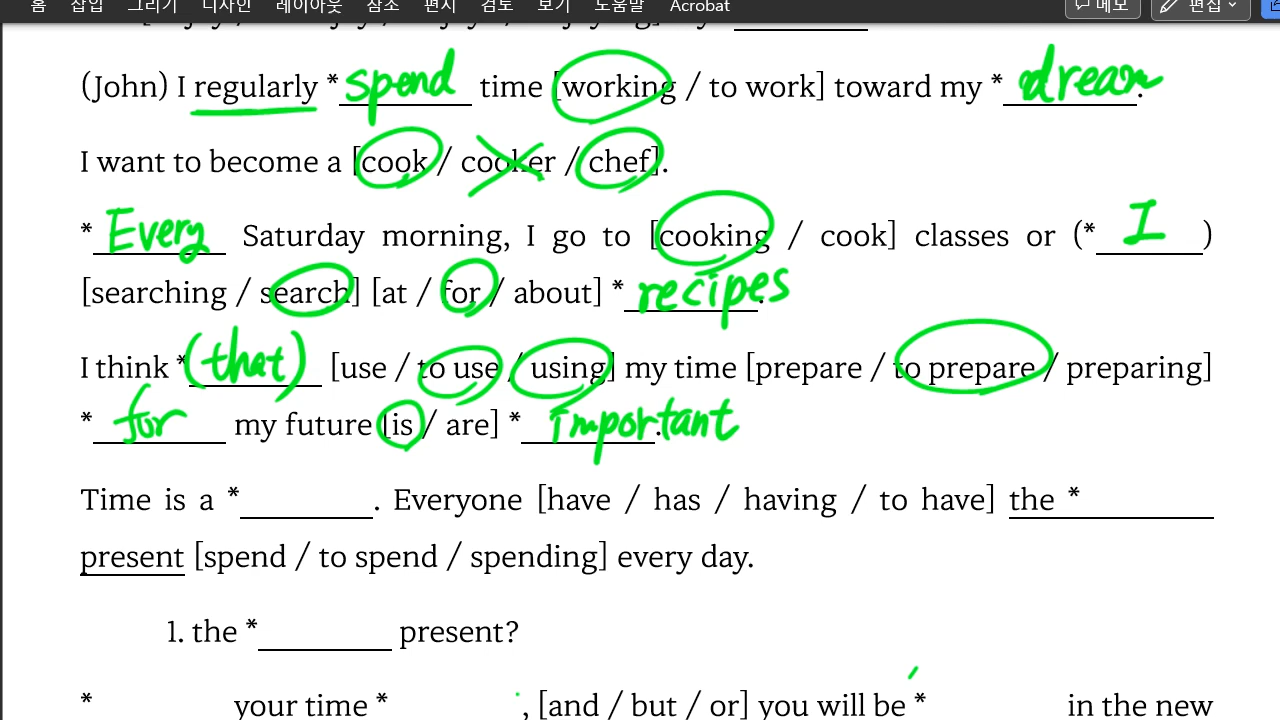 홈 삽입 그리기 디자인 레이아웃 참조 편지 검토 보기 도움말 Acrobat 메모 편집
(John) I regularly * spend time [working / to work] toward my * dream.
I want to become a [cook / cooker / chef].
* Every Saturday morning, I go to [cooking / cook] classes or (* I )
[searching / search] [at / for / about] * recipes.
I think * (that) [use / to use / using] my time [prepare / to prepare / preparing]
* for my future [is / are] * important.
Time is a * . Everyone [have / has / having / to have] the *
present [spend / to spend / spending] every day.
1. the * present?
* your time * , [and / but / or] you will be * in the new